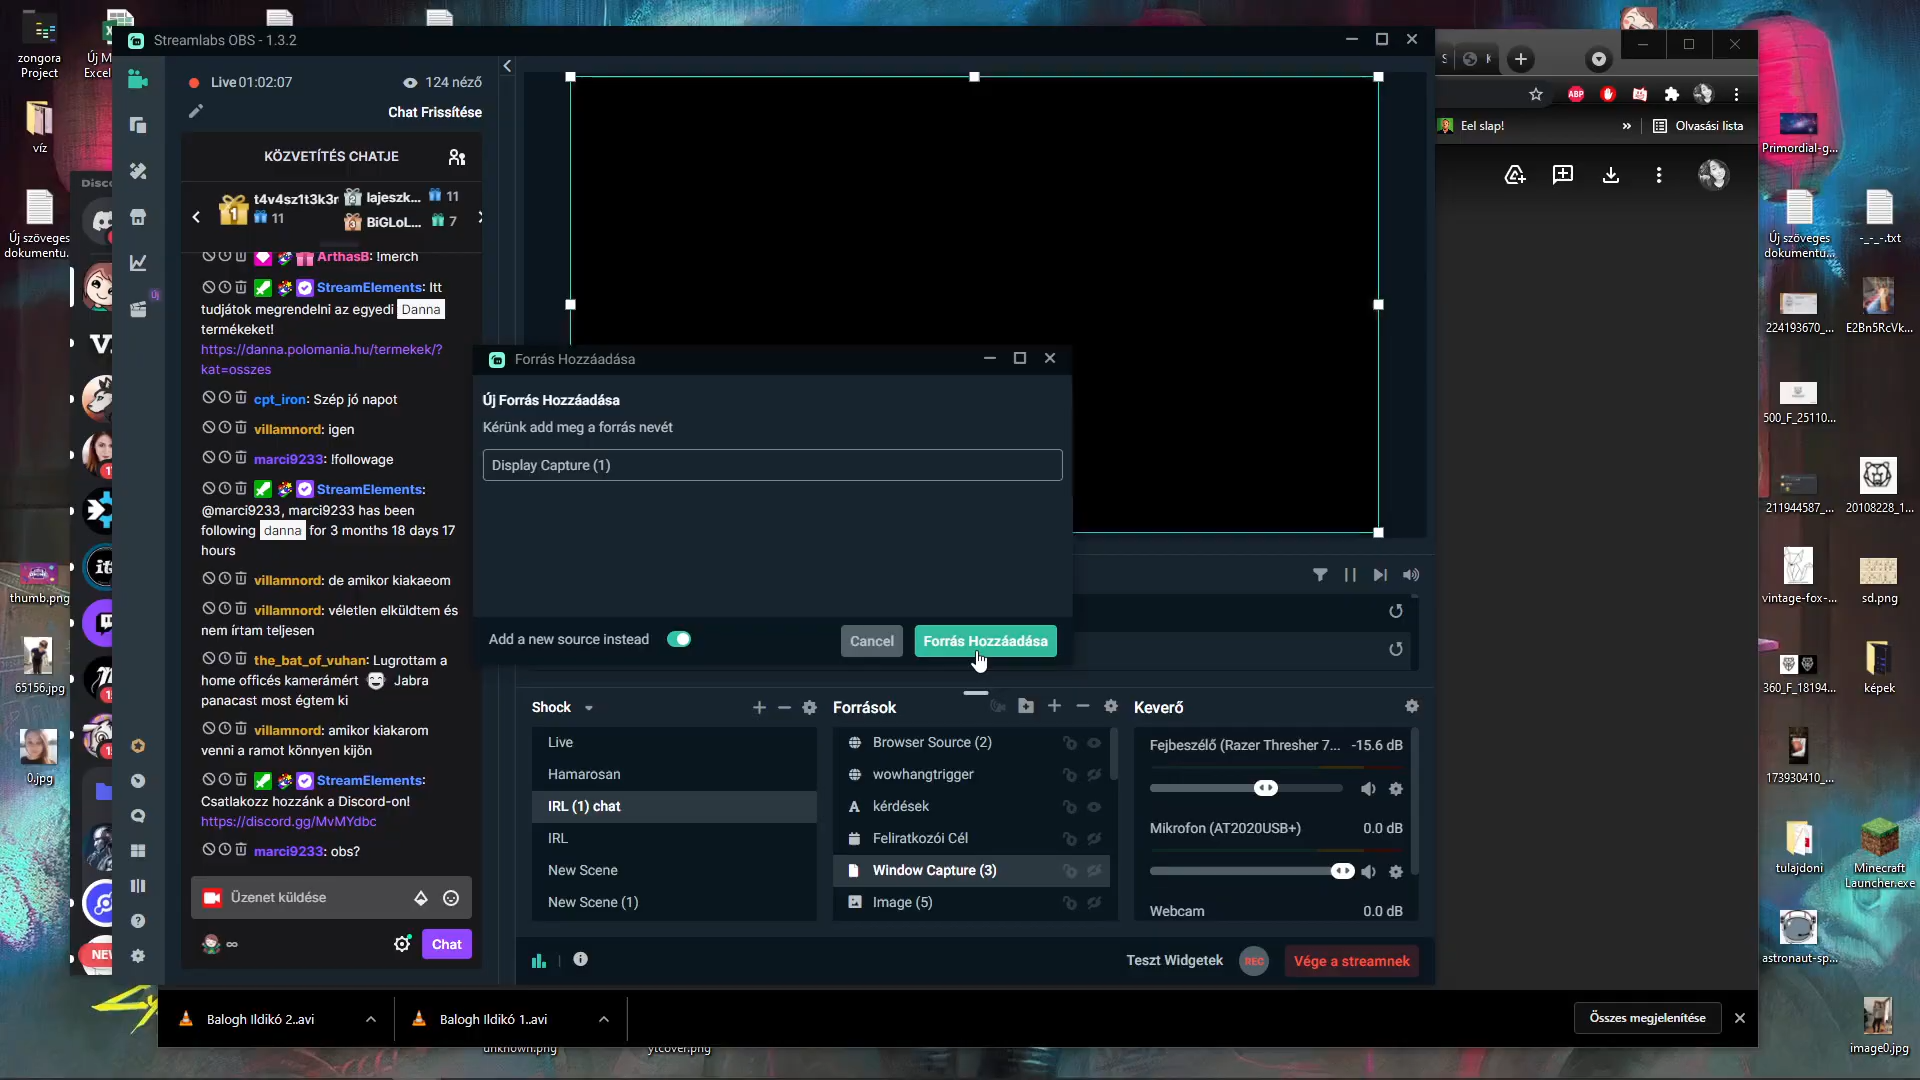 zongora
Project
Új M
Excel
víz
Új szöveges
dokumentu...
thumb.png
65156.jpg
0.jpg
Disco
NEW
Streamlabs OBS - 1.3.2
Live 01:02:07
124 néző
Chat Frissítése
KÖZVETÍTÉS CHATJE
t4v4sz1t3k3r
11
lajeszk... 11
BiGLoL... 7
Új
ArthasB: !merch
StreamElements: Itt
tudjátok megrendelni az egyedi Danna
termékeket!
https://danna.polomania.hu/termekek/?
kat=osszes
cpt_iron: Szép jó napot
villamnord: igen
marci9233: !followage
StreamElements:
@marci9233, marci9233 has been
following danna for 3 months 18 days 17
hours
villamnord: de amikor kiakaeom
villamnord: véletlen elküldtem és
nem írtam teljesen
the_bat_of_vuhan: Lugrottam a
home officés kamerámért Jabra
panacast most égtem ki
villamnord: amikor kiakarom
venni a ramot könnyen kijön
StreamElements:
Csatlakozz hozzánk a Discord-on!
https://discord.gg/MvMYdbc
marci9233: obs?
Üzenet küldése
∞
Chat
Forrás Hozzáadása
Új Forrás Hozzáadása
Kérünk add meg a forrás nevét
Display Capture (1)
Add a new source instead
Cancel
Forrás Hozzáadása
Shock
Live
Hamarosan
IRL (1) chat
IRL
New Scene
New Scene (1)
Források
Browser Source (2)
wowhangtrigger
kérdések
Feliratkozói Cél
Window Capture (3)
Image (5)
Keverő
Fejbeszélő (Razer Thresher 7... -15.6 dB
Mikrofon (AT2020USB+) 0.0 dB
Webcam 0.0 dB
Teszt Widgetek
REC
Vége a streamnek
ABP
Eel slap!
»
Olvasási lista
Balogh Ildikó 2..avi
Balogh Ildikó 1..avi
Összes megjelenítése
unknown.png
ytcover.png
Primordial-g...
Új szöveges
dokumentu...
-_-_-.txt
224193670_...
E2Bn5RcVk...
500_F_25110...
211944587_...
20108228_1...
vintage-fox-...
sd.png
360_F_18194...
képek
173930410_...
tulajdoni
Minecraft
Launcher.exe
astronaut-sp...
image0.jpg